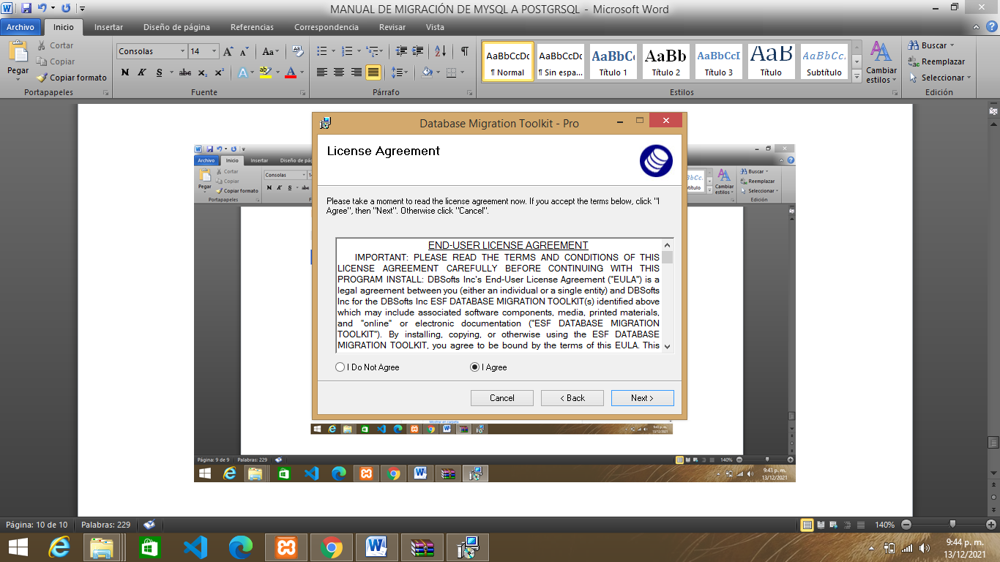 MANUAL DE MIGRACIÓN DE MYSQL A POSTGRSQL - Microsoft Word
Archivo Inicio Insertar Diseño de página Referencias Correspondencia Revisar Vista
Pegar
Cortar
Copiar
Copiar formato
Portapapeles
Consolas 14
N K S abc x₂ x²
Fuente
Párrafo
AaBbCcDc AaBbCcDc AaBbC AaBb AaBbCcI AaB AaBbCc.
¶ Normal ¶ Sin espa... Título 1 Título 2 Título 3 Título Subtítulo
Cambiar estilos
Estilos
Buscar
Reemplazar
Seleccionar
Edición
Database Migration Toolkit - Pro
License Agreement
Please take a moment to read the license agreement now. If you accept the terms below, click "I
Agree", then "Next". Otherwise click "Cancel".
END-USER LICENSE AGREEMENT
IMPORTANT: PLEASE READ THE TERMS AND CONDITIONS OF THIS
LICENSE AGREEMENT CAREFULLY BEFORE CONTINUING WITH THIS
PROGRAM INSTALL: DBSofts Inc's End-User License Agreement ("EULA") is a
legal agreement between you (either an individual or a single entity) and DBSofts
Inc for the DBSofts Inc ESF DATABASE MIGRATION TOOLKIT(s) identified above
which may include associated software components, media, printed materials,
and "online" or electronic documentation ("ESF DATABASE MIGRATION
TOOLKIT"). By installing, copying, or otherwise using the ESF DATABASE
MIGRATION TOOLKIT, you agree to be bound by the terms of this EULA. This
I Do Not Agree I Agree
Cancel < Back Next >
Archivo Inicio Insertar Diseño de pág
Pegar
Cortar
Copiar
Copiar formato
Portapapeles
Consolas
N K S
Cambiar estilos
Buscar
Reemplazar
Seleccionar
Edición
Mostrar en carpeta
13/12/2021
Página: 9 de 9 Palabras: 229 140%
9:43 p. m.
13/12/2021
Página: 10 de 10 Palabras: 229 140%
9:44 p. m.
13/12/2021